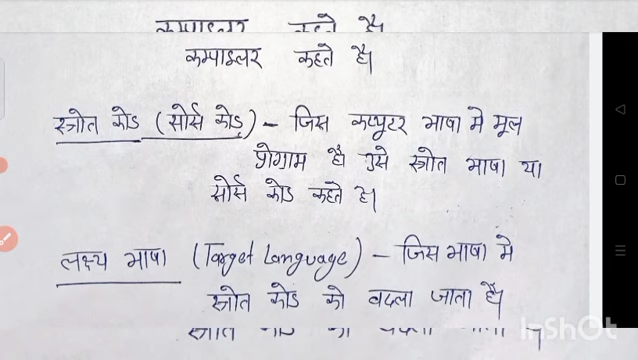 कम्पाइलर कहते है।
स्त्रोत कोड (सोर्स कोड) - जिस कम्प्युटर भाषा मे मूल
प्रोग्राम है। उसे स्त्रोत भाषा या
सोर्स कोड कहते है।
लक्ष्य भाषा (Target Language) - जिस भाषा मे
स्त्रोत कोड को बदला जाता है।
InShOt